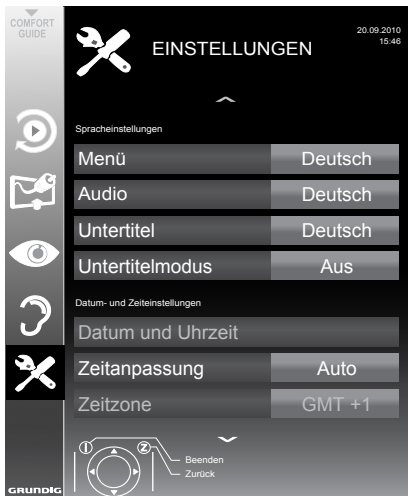 COMFORT
GUIDE
EINSTELLUNGEN
20.09.2010
15:46
Spracheinstellungen
Menü Deutsch
Audio Deutsch
Untertitel Deutsch
Untertitelmodus Aus
Datum- und Zeiteinstellungen
Datum und Uhrzeit
Zeitanpassung Auto
Zeitzone GMT +1
Z
Beenden
Zurück
GRUNDIG